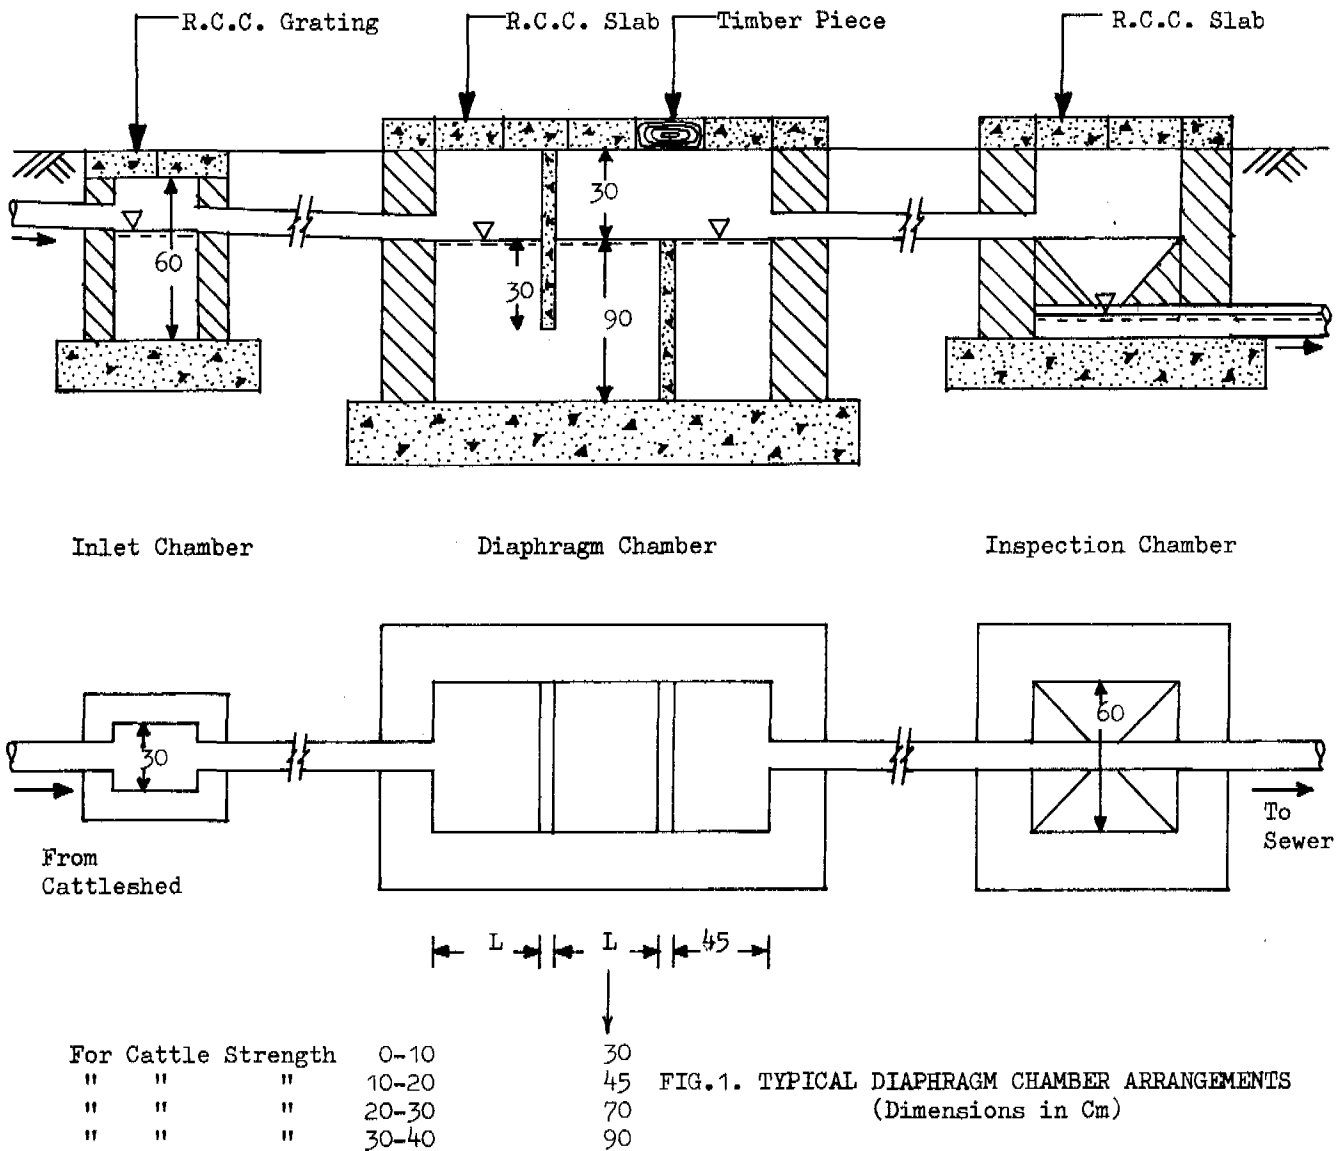 R.C.C. Grating
R.C.C. Slab
Timber Piece
R.C.C. Slab
30
60
30
90
Inlet Chamber
Diaphragm Chamber
Inspection Chamber
30
60
From
Cattleshed
To
Sewer
L
L
45
For Cattle Strength 0-10 30
" " " 10-20 45
" " " 20-30 70
" " " 30-40 90
FIG.1. TYPICAL DIAPHRAGM CHAMBER ARRANGEMENTS
(Dimensions in Cm)